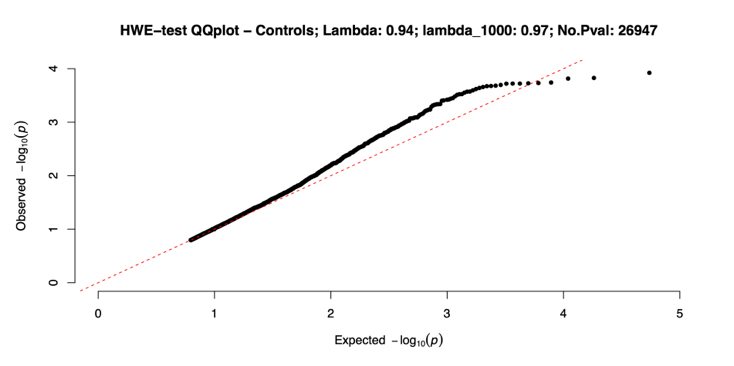 HWE−test QQplot − Controls; Lambda: 0.94; lambda_1000: 0.97; No.Pval: 26947
4
3
2
1
0
Observed −log₁₀(p)
0 1 2 3 4 5
Expected −log₁₀(p)